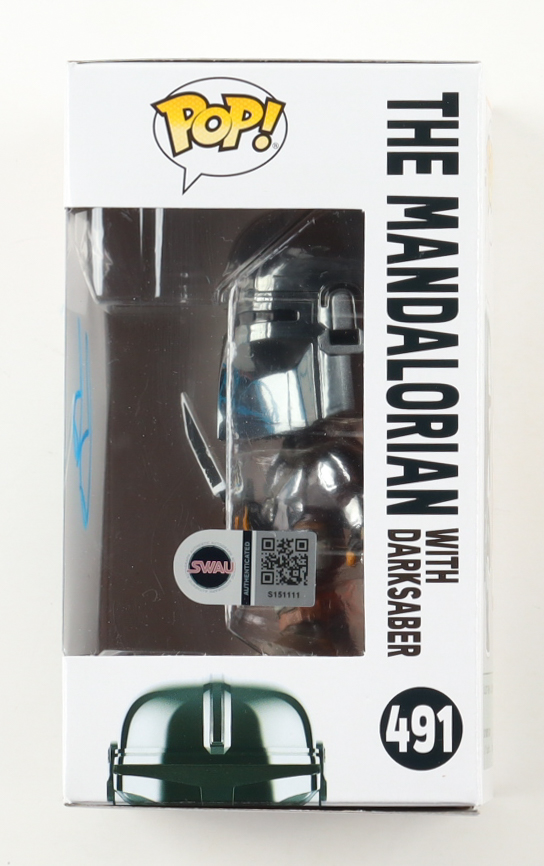 POP!
®
THE MANDALORIAN
WITH
DARKSABER
SWAU
AUTHENTICATED
S151111
491